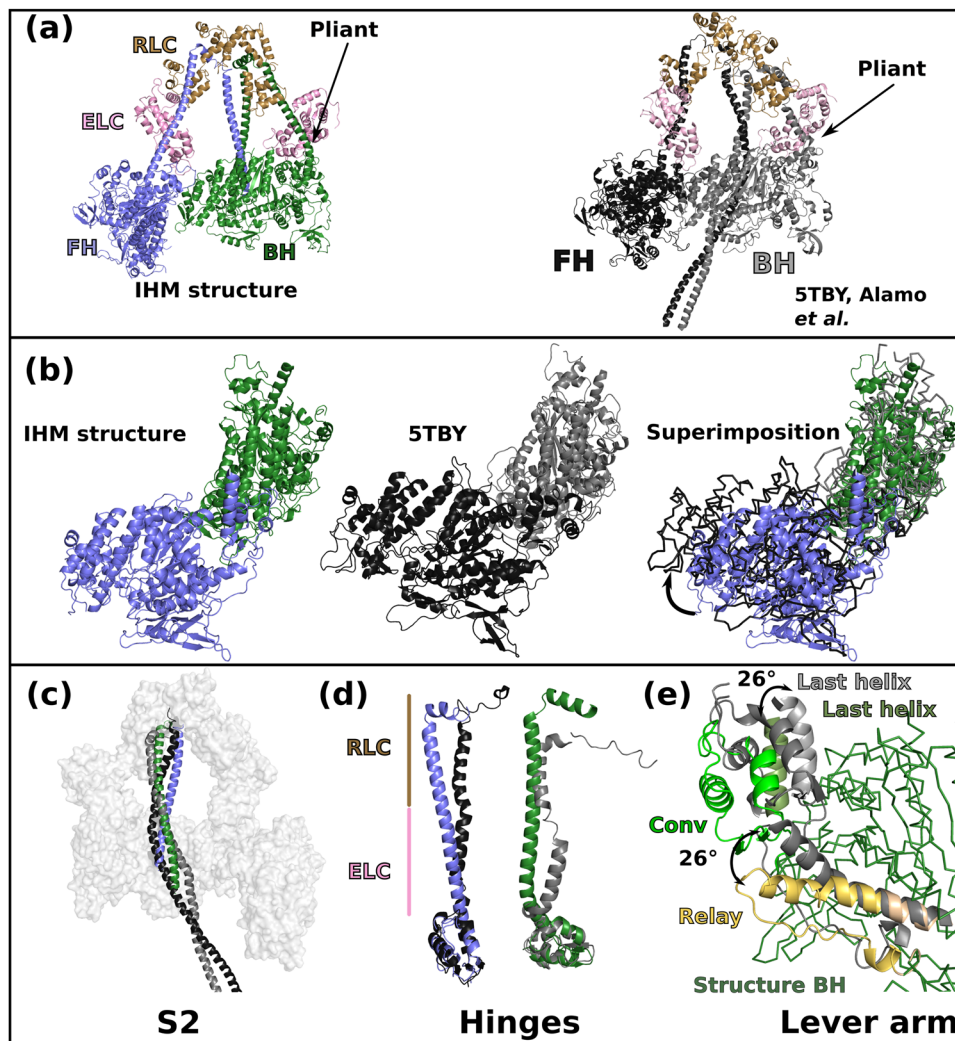 (a)
RLC
Pliant
ELC
FH
BH
IHM structure
Pliant
FH
BH
5TBY, Alamo
et al.
(b)
IHM structure
5TBY
Superimposition
(c)
S2
(d)
RLC
ELC
Hinges
(e)
26°
Last helix
Last helix
Conv
26°
Relay
Structure BH
Lever arm